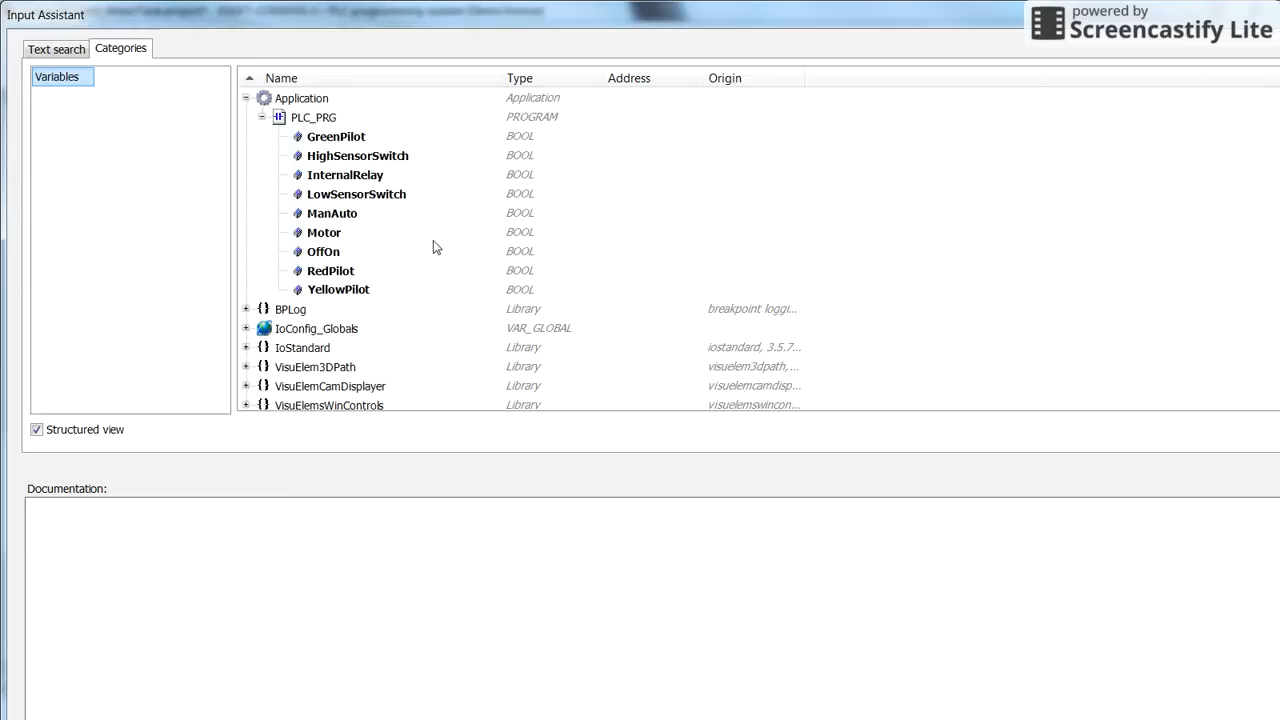 Input Assistant
powered by
Screencastify Lite
Text search Categories
Variables
Name Type Address Origin
Application Application
PLC_PRG PROGRAM
GreenPilot BOOL
HighSensorSwitch BOOL
InternalRelay BOOL
LowSensorSwitch BOOL
ManAuto BOOL
Motor BOOL
OffOn BOOL
RedPilot BOOL
YellowPilot BOOL
BPLog Library breakpoint loggi...
IoConfig_Globals VAR_GLOBAL
IoStandard Library iostandard, 3.5.7...
VisuElem3DPath Library visuelem3dpath,...
VisuElemCamDisplayer Library visuelemcamdisp...
VisuElemsWinControls Library visuelemswincon...
Structured view
Documentation: